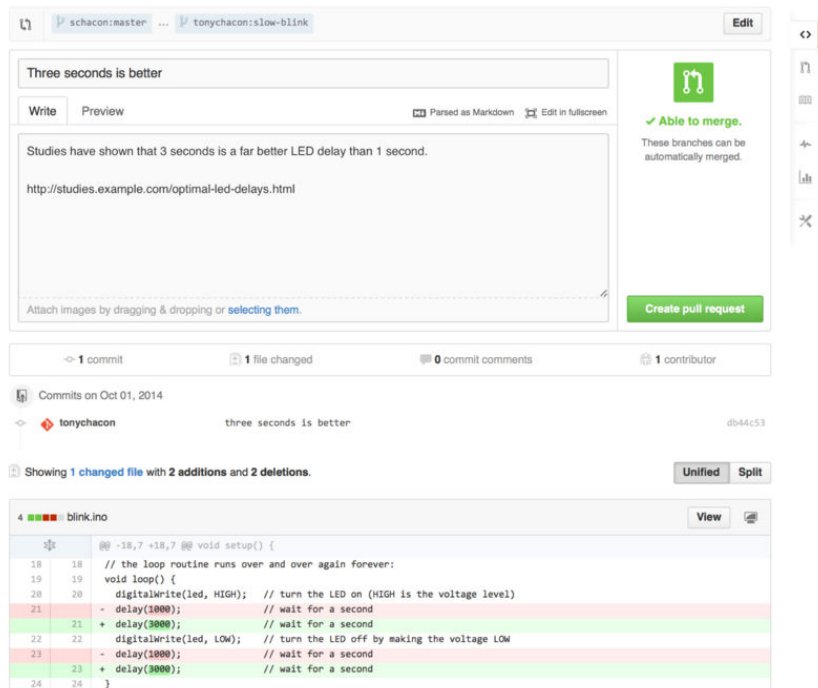 schacon:master ... tonychacon:slow-blink Edit
Three seconds is better
Write Preview Parsed as Markdown Edit in fullscreen
✓ Able to merge.
These branches can be
automatically merged.
Studies have shown that 3 seconds is a far better LED delay than 1 second.
http://studies.example.com/optimal-led-delays.html
Attach images by dragging & dropping or selecting them.
Create pull request
1 commit 1 file changed 0 commit comments 1 contributor
Commits on Oct 01, 2014
tonychacon three seconds is better db44c53
Showing 1 changed file with 2 additions and 2 deletions. Unified Split
4 blink.ino View
@@ -18,7 +18,7 @@ void setup() {
18 18 // the loop routine runs over and over again forever:
19 19 void loop() {
20 20 digitalWrite(led, HIGH); // turn the LED on (HIGH is the voltage level)
21 - delay(1000); // wait for a second
21 + delay(3000); // wait for a second
22 22 digitalWrite(led, LOW); // turn the LED off by making the voltage LOW
23 - delay(1000); // wait for a second
23 + delay(3000); // wait for a second
24 24 }